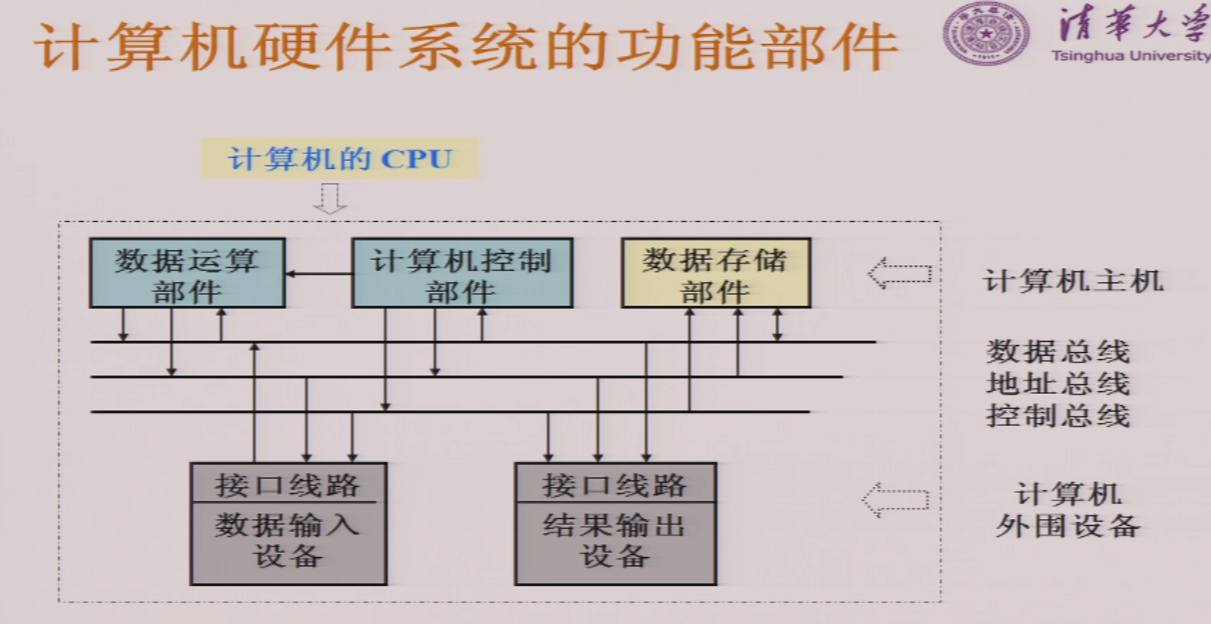 计算机硬件系统的功能部件
清华大学
Tsinghua University
计算机的 CPU
数据运算
部件
计算机控制
部件
数据存储
部件
计算机主机
数据总线
地址总线
控制总线
接口线路
数据输入
设备
接口线路
结果输出
设备
计算机
外围设备